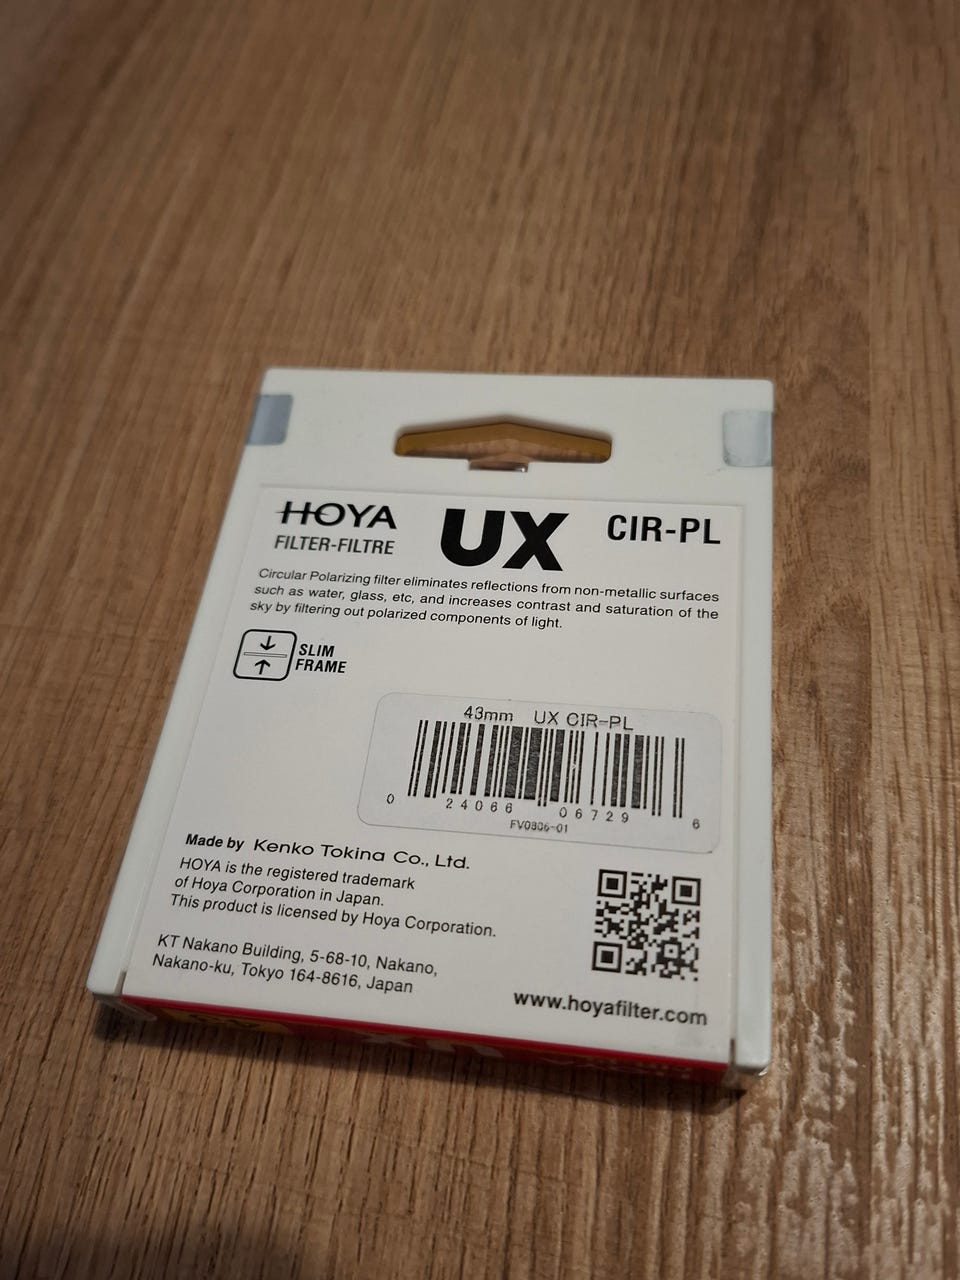 HOYA
FILTER-FILTRE
UX
CIR-PL
Circular Polarizing filter eliminates reflections from non-metallic surfaces
such as water, glass, etc, and increases contrast and saturation of the
sky by filtering out polarized components of light.
SLIM
FRAME
43mm UX CIR-PL
0 24066 06729 6
FV0806-01
Made by Kenko Tokina Co., Ltd.
HOYA is the registered trademark
of Hoya Corporation in Japan.
This product is licensed by Hoya Corporation.
KT Nakano Building, 5-68-10, Nakano,
Nakano-ku, Tokyo 164-8616, Japan
www.hoyafilter.com
UX